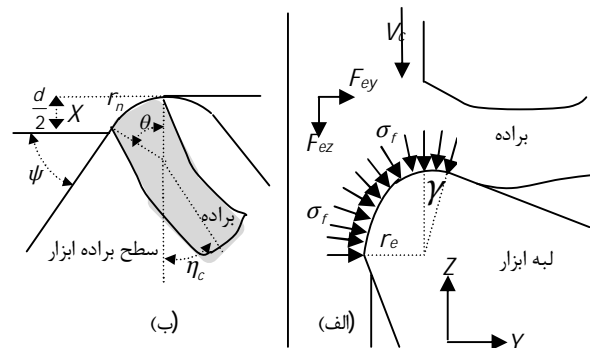 d/2
X
r_n
θ
ψ
براده
سطح براده ابزار
η_c
(ب)
V_c
F_ey
F_ez
σ_f
براده
σ_f
γ
r_e
لبه ابزار
Z
Y
(الف)